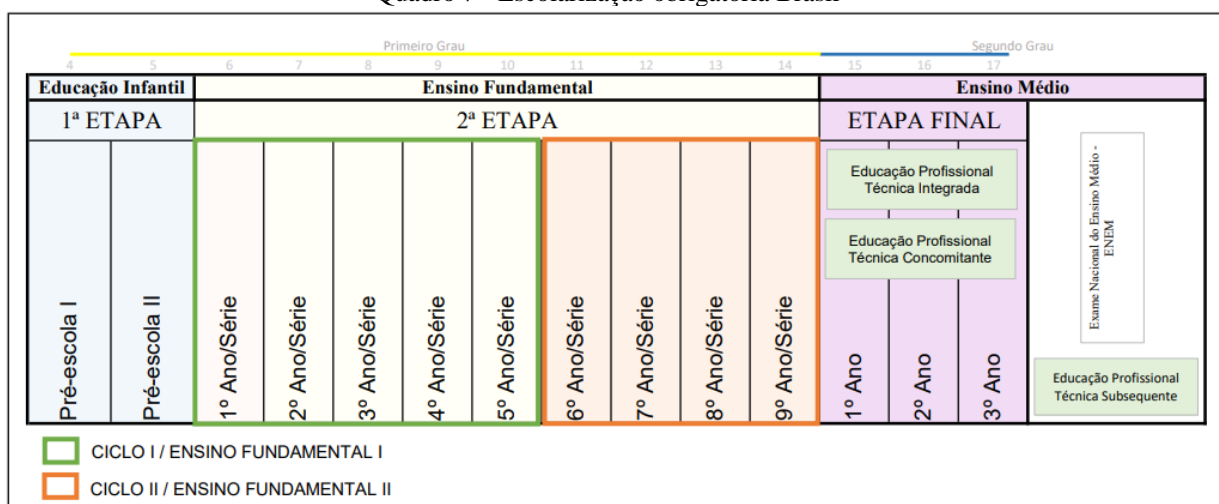 Primeiro Grau
Segundo Grau
4 5 6 7 8 9 10 11 12 13 14 15 16 17
Educação Infantil
Ensino Fundamental
Ensino Médio
1ª ETAPA
2ª ETAPA
ETAPA FINAL
Pré-escola I
Pré-escola II
1º Ano/Série
2º Ano/Série
3º Ano/Série
4º Ano/Série
5º Ano/Série
6º Ano/Série
7º Ano/Série
8º Ano/Série
9º Ano/Série
1º Ano
2º Ano
3º Ano
Educação Profissional
Técnica Integrada
Educação Profissional
Técnica Concomitante
Exame Nacional do Ensino Médio -
ENEM
Educação Profissional
Técnica Subsequente
CICLO I / ENSINO FUNDAMENTAL I
CICLO II / ENSINO FUNDAMENTAL II